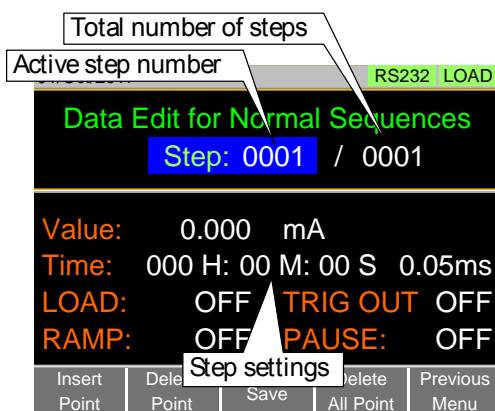 Total number of steps
Active step number
RS232 LOAD
Data Edit for Normal Sequences
Step: 0001 / 0001
Value: 0.000 mA
Time: 000 H: 00 M: 00 S 0.05ms
LOAD: OFF TRIG OUT OFF
RAMP: OFF PAUSE: OFF
Step settings
Insert Point
Point
Save
Delete All Point
Previous Menu